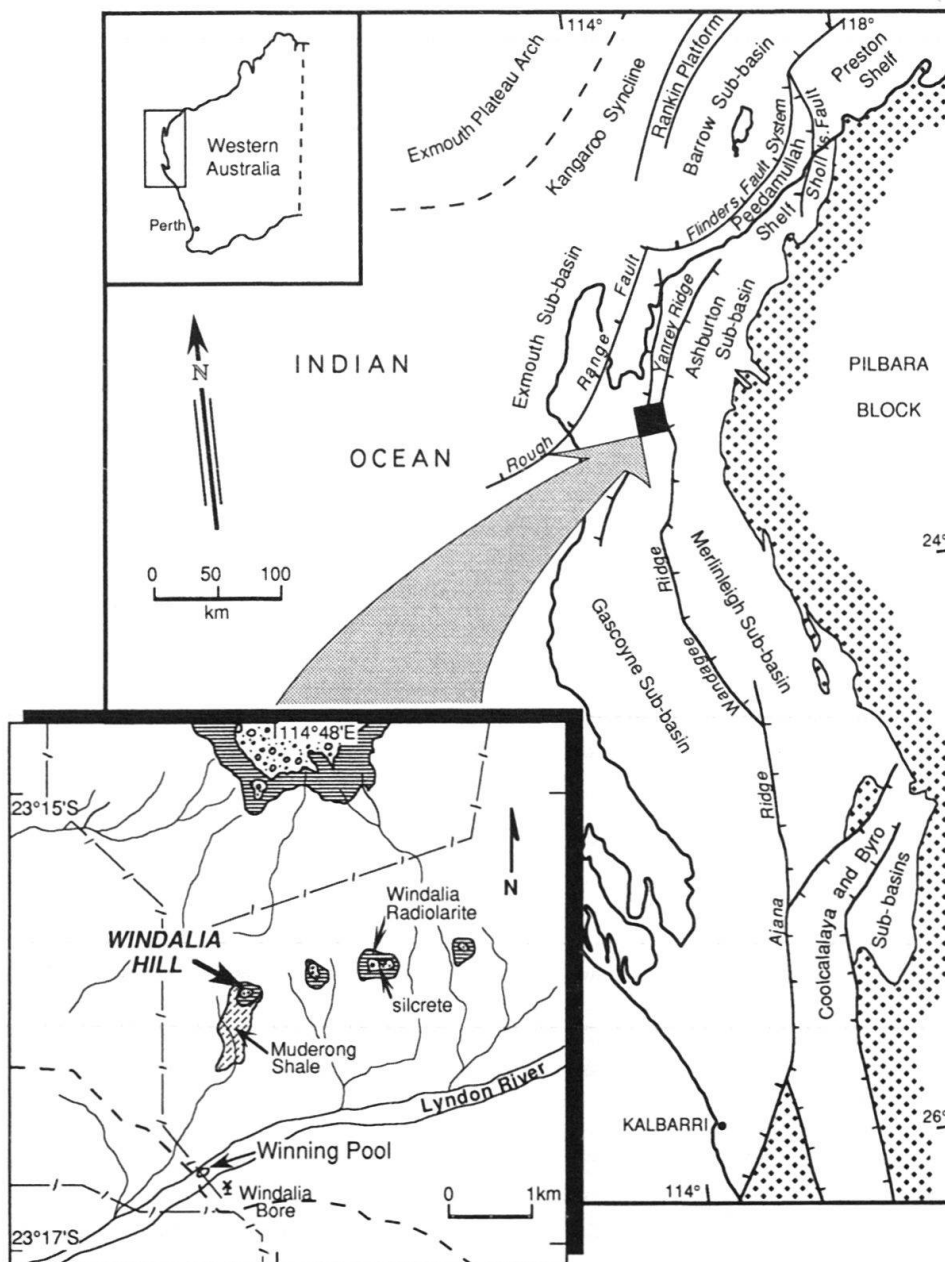 114°
118°
Western
Australia
Perth
Exmouth Plateau Arch
Kangaroo Syncline
Rankin Platform
Barrow Sub-basin
Preston
Shelf
Flinders Fault System
Peedamullah
Shelf
Sholl Is. Fault
Exmouth Sub-basin
Rough Range Fault
Yanrey Ridge
Ashburton
Sub-basin
PILBARA
BLOCK
INDIAN
OCEAN
N
0 50 100
km
24°
Wandagee Ridge
Merlinleigh Sub-basin
Gascoyne Sub-basin
Ajana Ridge
Coolcalalaya and Byro
Sub-basins
KALBARRI
26°
114°
114°48'E
23°15'S
N
Windalia
Radiolarite
WINDALIA
HILL
silcrete
Muderong
Shale
Lyndon River
Winning Pool
Windalia
Bore
0 1km
23°17'S